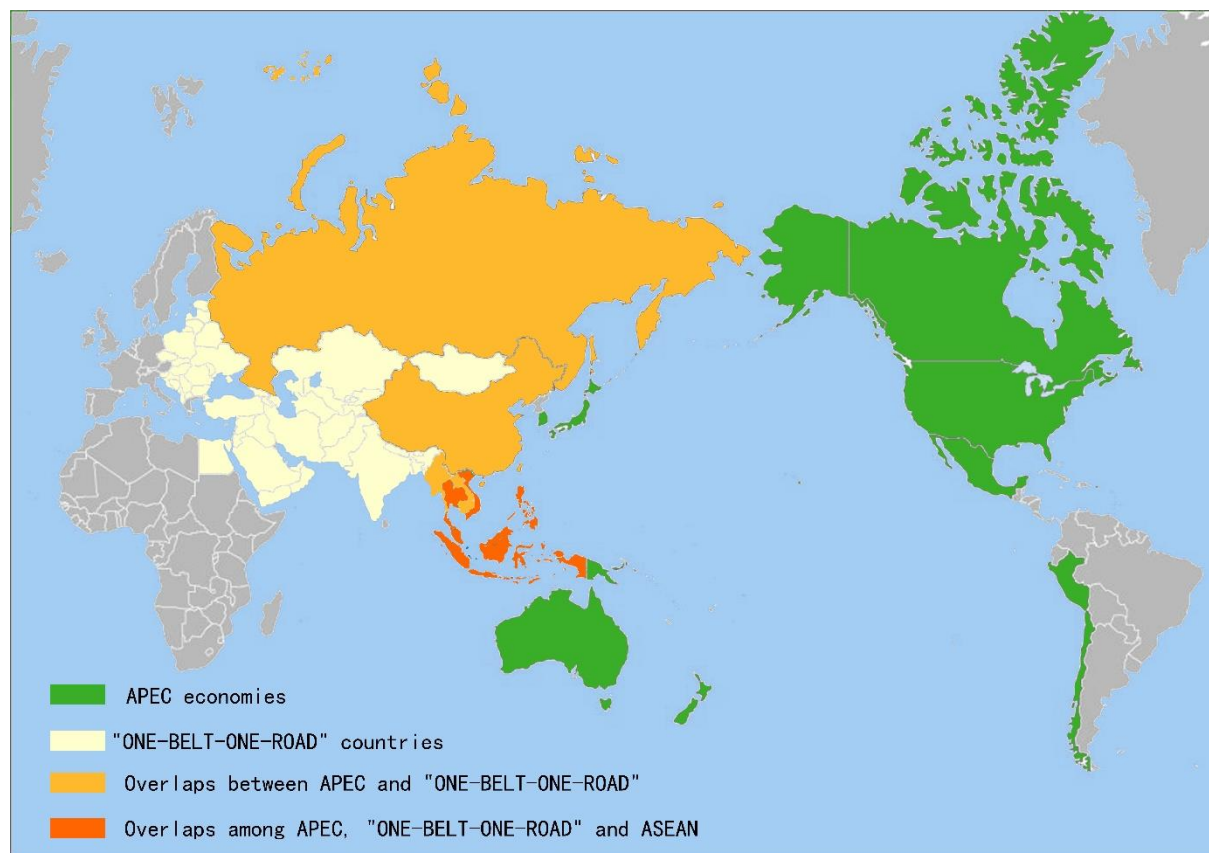 APEC economies
"ONE-BELT-ONE-ROAD" countries
Overlaps between APEC and "ONE-BELT-ONE-ROAD"
Overlaps among APEC, "ONE-BELT-ONE-ROAD" and ASEAN